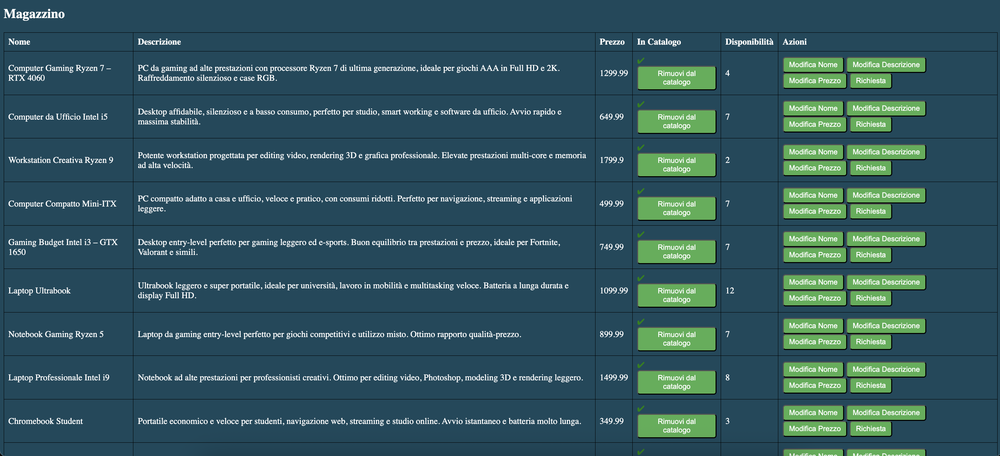 Magazzino
Nome Descrizione Prezzo In Catalogo Disponibilità Azioni
Computer Gaming Ryzen 7 –
RTX 4060
PC da gaming ad alte prestazioni con processore Ryzen 7 di ultima generazione, ideale per giochi AAA in Full HD e 2K.
Raffreddamento silenzioso e case RGB.
1299.99
✔
Rimuovi dal
catalogo
4
Modifica Nome Modifica Descrizione
Modifica Prezzo Richiesta
Computer da Ufficio Intel i5
Desktop affidabile, silenzioso e a basso consumo, perfetto per studio, smart working e software da ufficio. Avvio rapido e
massima stabilità.
649.99
✔
Rimuovi dal
catalogo
7
Modifica Nome Modifica Descrizione
Modifica Prezzo Richiesta
Workstation Creativa Ryzen 9
Potente workstation progettata per editing video, rendering 3D e grafica professionale. Elevate prestazioni multi-core e memoria
ad alta velocità.
1799.9
✔
Rimuovi dal
catalogo
2
Modifica Nome Modifica Descrizione
Modifica Prezzo Richiesta
Computer Compatto Mini-ITX
PC compatto adatto a casa e ufficio, veloce e pratico, con consumi ridotti. Perfetto per navigazione, streaming e applicazioni
leggere.
499.99
✔
Rimuovi dal
catalogo
7
Modifica Nome Modifica Descrizione
Modifica Prezzo Richiesta
Gaming Budget Intel i3 – GTX
1650
Desktop entry-level perfetto per gaming leggero ed e-sports. Buon equilibrio tra prestazioni e prezzo, ideale per Fortnite,
Valorant e simili.
749.99
✔
Rimuovi dal
catalogo
7
Modifica Nome Modifica Descrizione
Modifica Prezzo Richiesta
Laptop Ultrabook
Ultrabook leggero e super portatile, ideale per università, lavoro in mobilità e multitasking veloce. Batteria a lunga durata e
display Full HD.
1099.99
✔
Rimuovi dal
catalogo
12
Modifica Nome Modifica Descrizione
Modifica Prezzo Richiesta
Notebook Gaming Ryzen 5
Laptop da gaming entry-level perfetto per giochi competitivi e utilizzo misto. Ottimo rapporto qualità-prezzo.
899.99
✔
Rimuovi dal
catalogo
7
Modifica Nome Modifica Descrizione
Modifica Prezzo Richiesta
Laptop Professionale Intel i9
Notebook ad alte prestazioni per professionisti creativi. Ottimo per editing video, Photoshop, modeling 3D e rendering leggero.
1499.99
✔
Rimuovi dal
catalogo
8
Modifica Nome Modifica Descrizione
Modifica Prezzo Richiesta
Chromebook Student
Portatile economico e veloce per studenti, navigazione web, streaming e studio online. Avvio istantaneo e batteria molto lunga.
349.99
✔
Rimuovi dal
catalogo
3
Modifica Nome Modifica Descrizione
Modifica Prezzo Richiesta
✔
Modifica Nome Modifica Descrizione